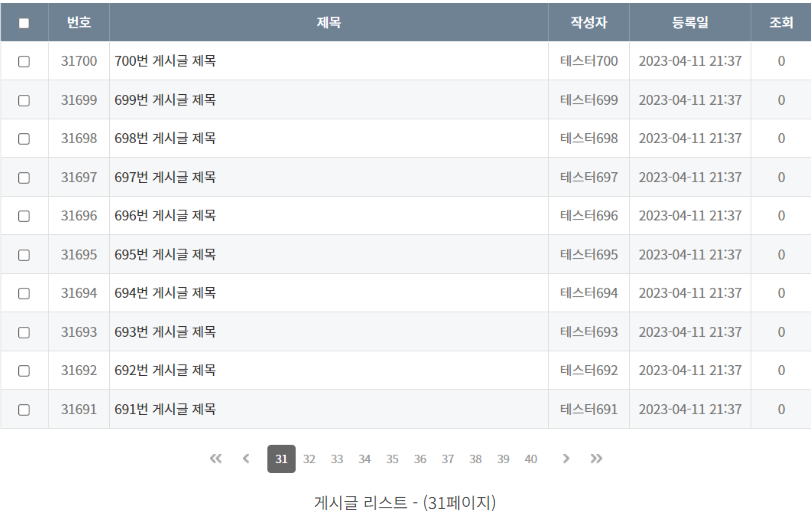 번호 제목 작성자 등록일 조회
31700 700번 게시글 제목 테스터700 2023-04-11 21:37 0
31699 699번 게시글 제목 테스터699 2023-04-11 21:37 0
31698 698번 게시글 제목 테스터698 2023-04-11 21:37 0
31697 697번 게시글 제목 테스터697 2023-04-11 21:37 0
31696 696번 게시글 제목 테스터696 2023-04-11 21:37 0
31695 695번 게시글 제목 테스터695 2023-04-11 21:37 0
31694 694번 게시글 제목 테스터694 2023-04-11 21:37 0
31693 693번 게시글 제목 테스터693 2023-04-11 21:37 0
31692 692번 게시글 제목 테스터692 2023-04-11 21:37 0
31691 691번 게시글 제목 테스터691 2023-04-11 21:37 0
31 32 33 34 35 36 37 38 39 40
게시글 리스트 - (31페이지)